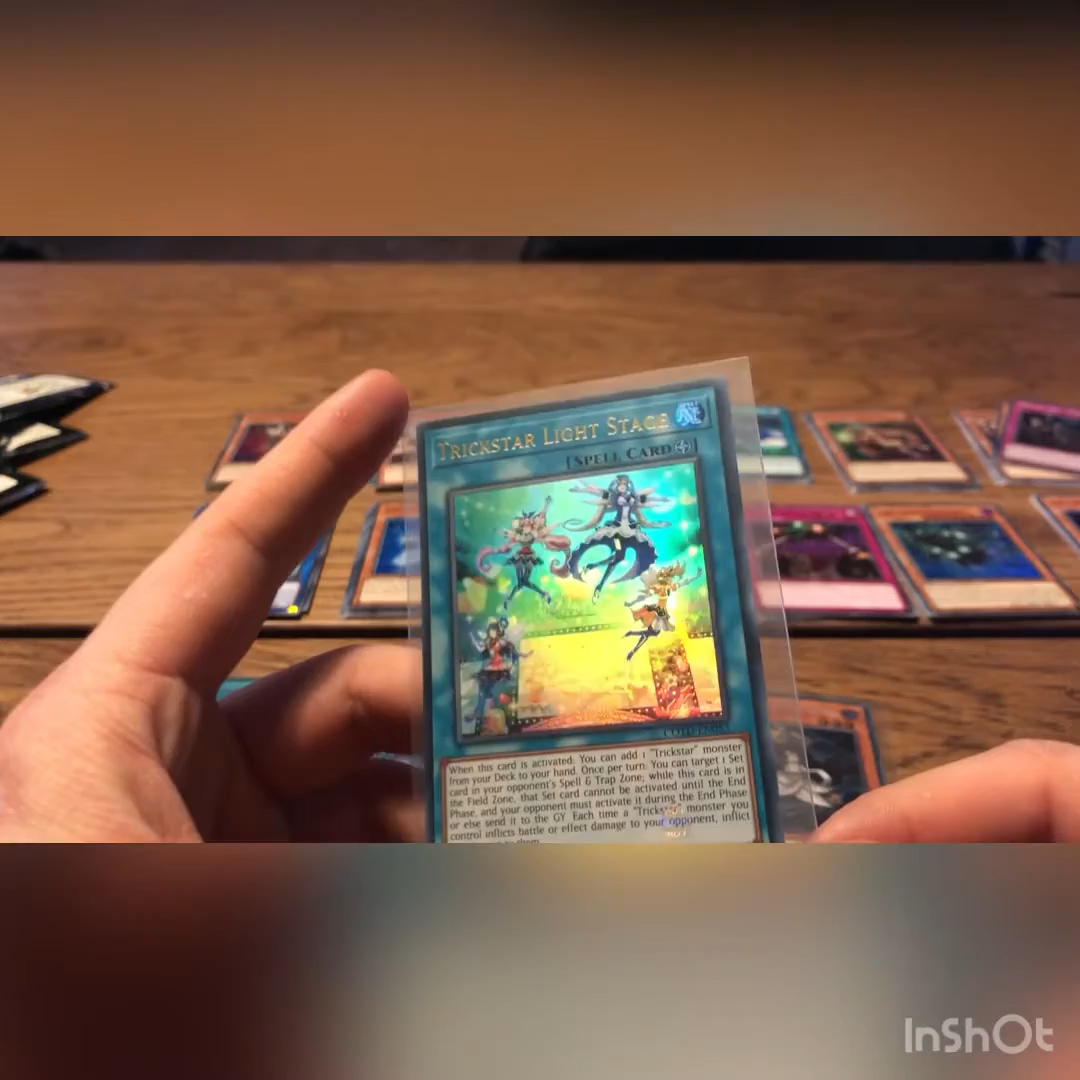 TRICKSTAR LIGHT STAGE
[SPELL CARD]
When this card is activated: You can add 1 "Trickstar" monster
from your Deck to your hand. Once per turn: You can target 1 Set
card in your opponent's Spell & Trap Zone; while this card is in
the Field Zone, that Set card cannot be activated until the End
Phase, and your opponent must activate it during the End Phase
or else send it to the GY. Each time a "Trickstar" monster you
control inflicts battle or effect damage to your opponent, inflict
them.
InShOt